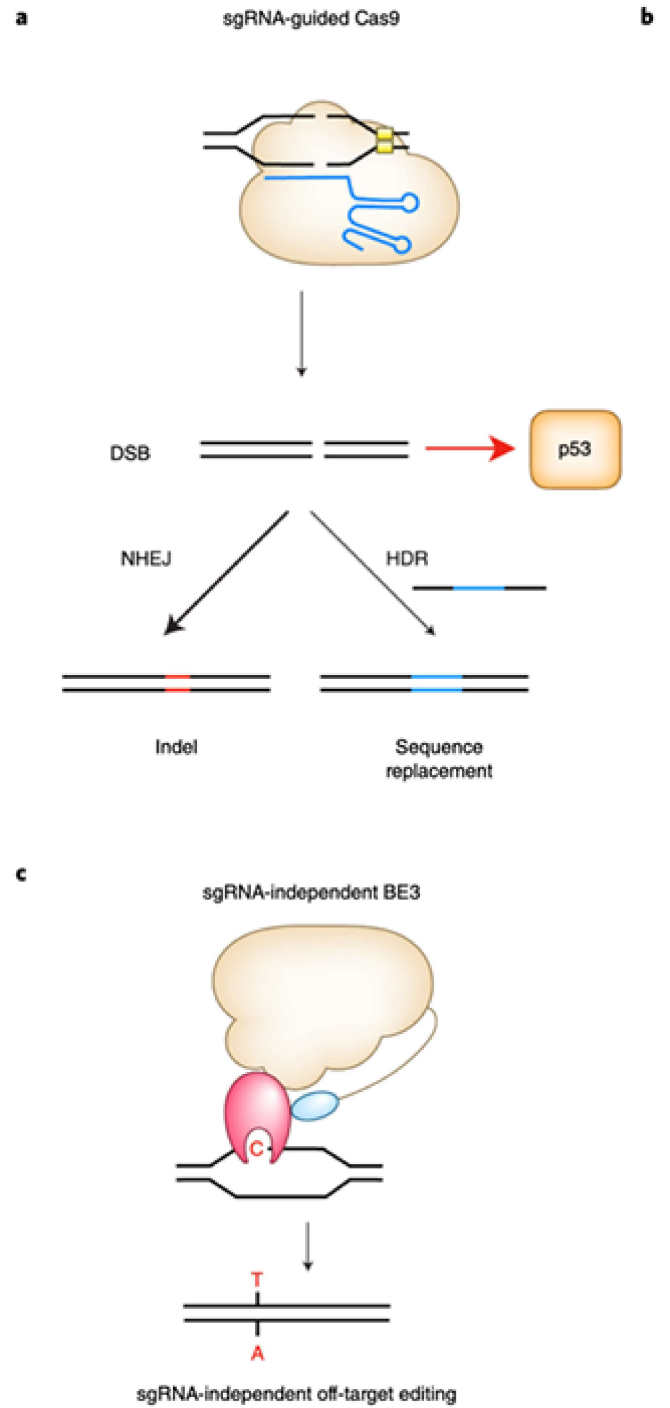 a
sgRNA-guided Cas9
b
DSB
p53
NHEJ
HDR
Indel
Sequence
replacement
c
sgRNA-independent BE3
C
T
A
sgRNA-independent off-target editing